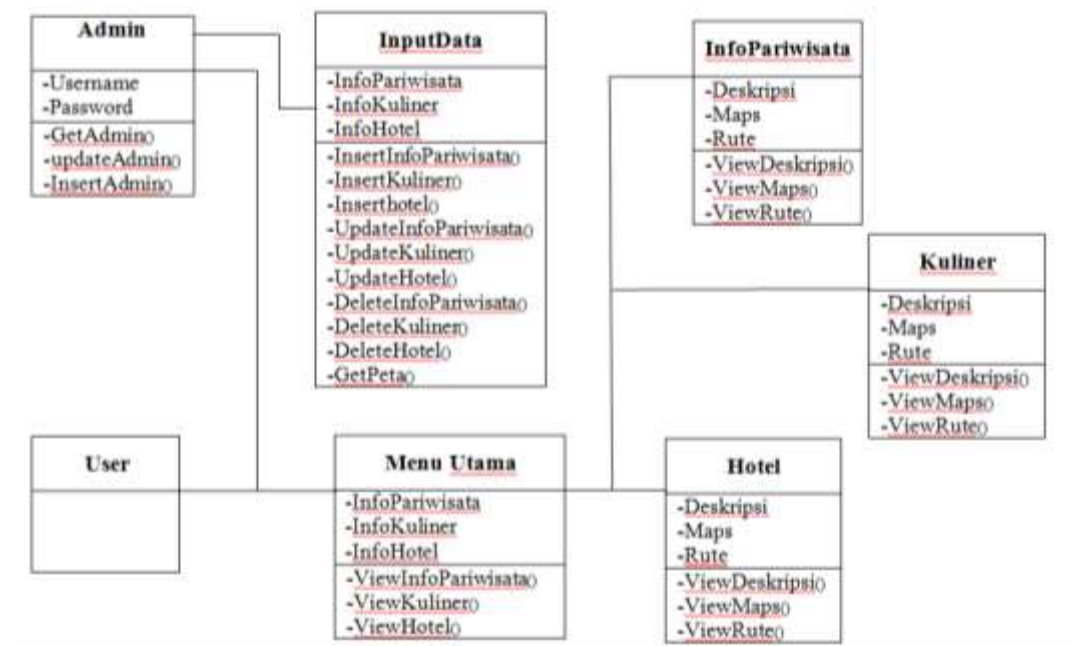 Admin
-Username
-Password
-GetAdmin()
-updateAdmin()
-InsertAdmin()
InputData
-InfoPariwisata
-InfoKuliner
-InfoHotel
-InsertInfoPariwisata()
-InsertKuliner()
-Inserthotel()
-UpdateInfoPariwisata()
-UpdateKuliner()
-UpdateHotel()
-DeleteInfoPariwisata()
-DeleteKuliner()
-DeleteHotel()
-GetPeta()
InfoPariwisata
-Deskripsi
-Maps
-Rute
-ViewDeskripsi()
-ViewMaps()
-ViewRute()
Kuliner
-Deskripsi
-Maps
-Rute
-ViewDeskripsi()
-ViewMaps()
-ViewRute()
User
Menu Utama
-InfoPariwisata
-InfoKuliner
-InfoHotel
-ViewInfoPariwisata()
-ViewKuliner()
-ViewHotel()
Hotel
-Deskripsi
-Maps
-Rute
-ViewDeskripsi()
-ViewMaps()
-ViewRute()